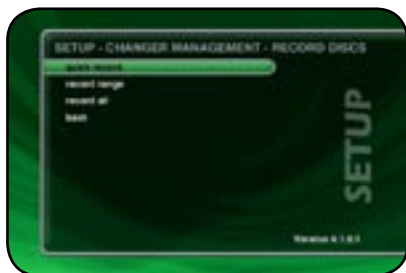 SETUP - CHANGER MANAGEMENT - RECORD DISCS
quick record
record range
record all
back
SETUP